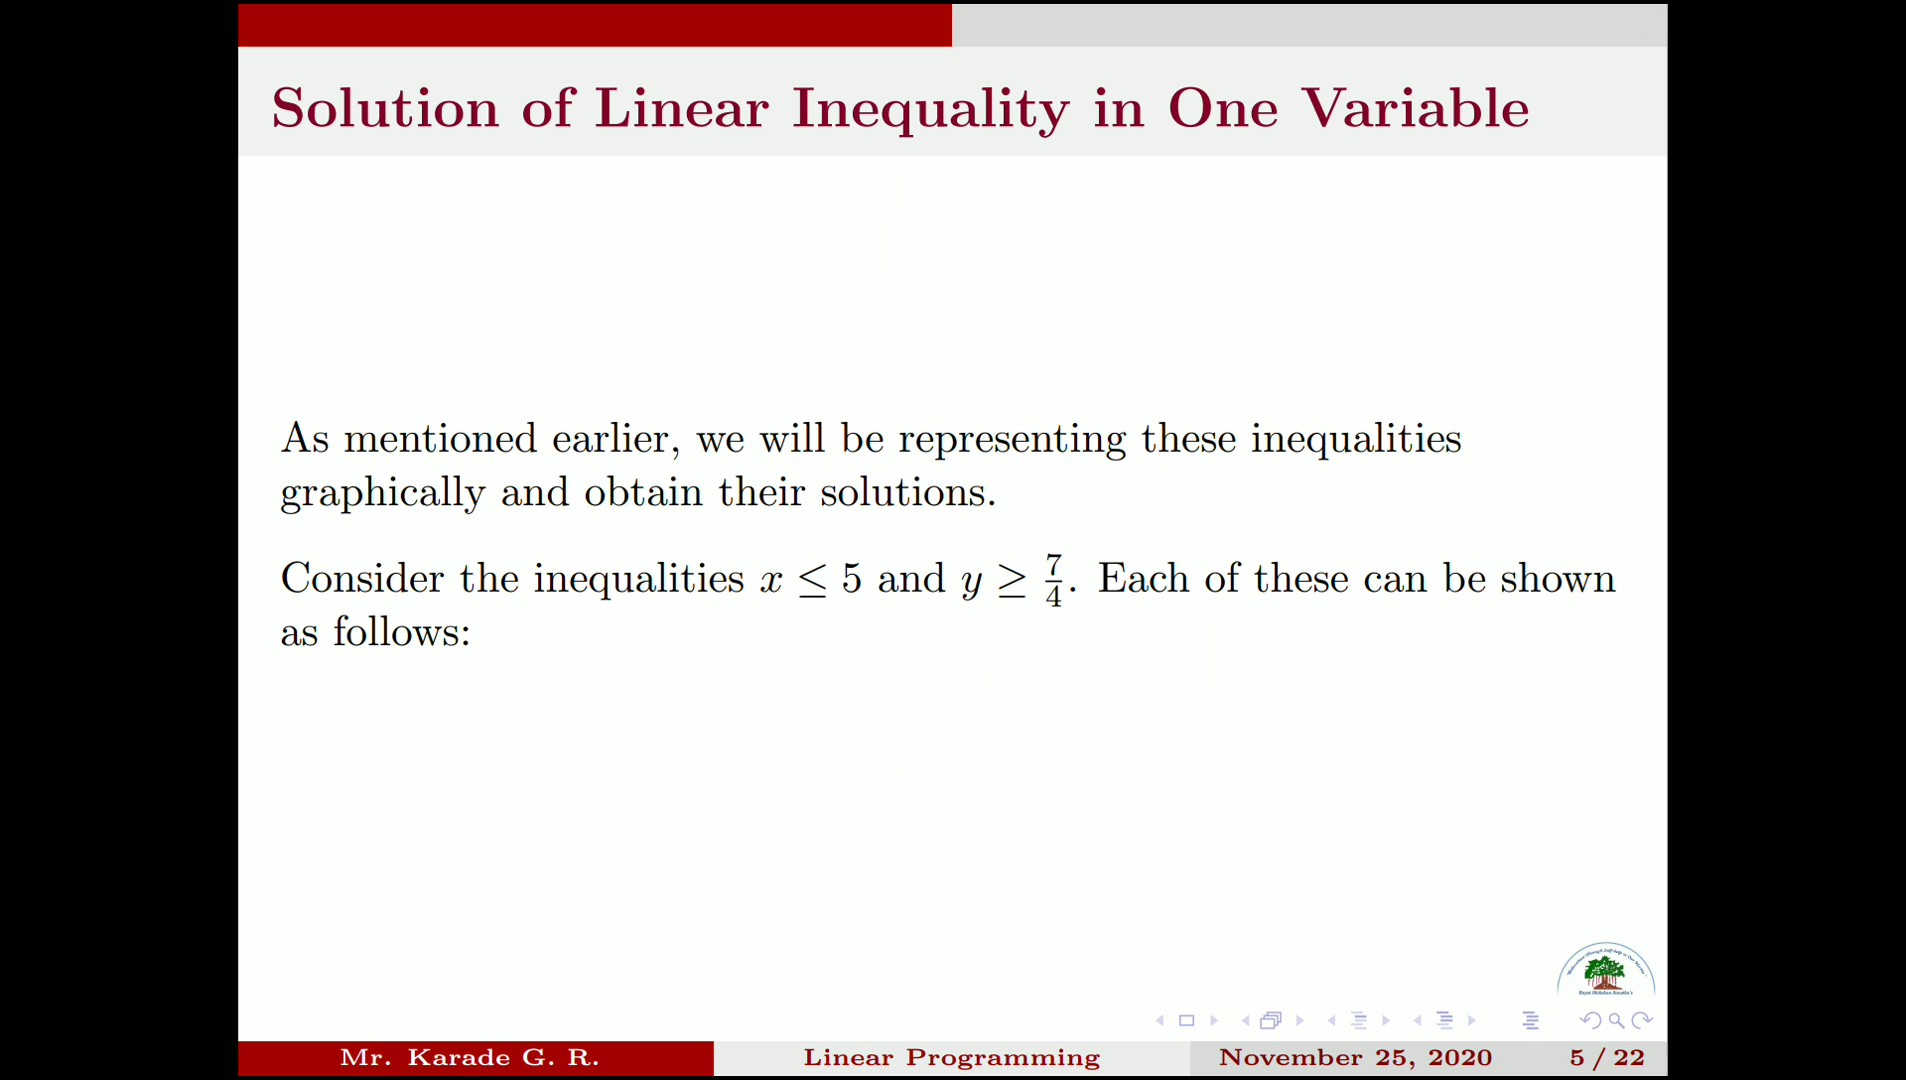 Solution of Linear Inequality in One Variable
As mentioned earlier, we will be representing these inequalities
graphically and obtain their solutions.
Consider the inequalities x ≤ 5 and y ≥ 7/4. Each of these can be shown
as follows:
Mr. Karade G. R.
Linear Programming
November 25, 2020
5 / 22